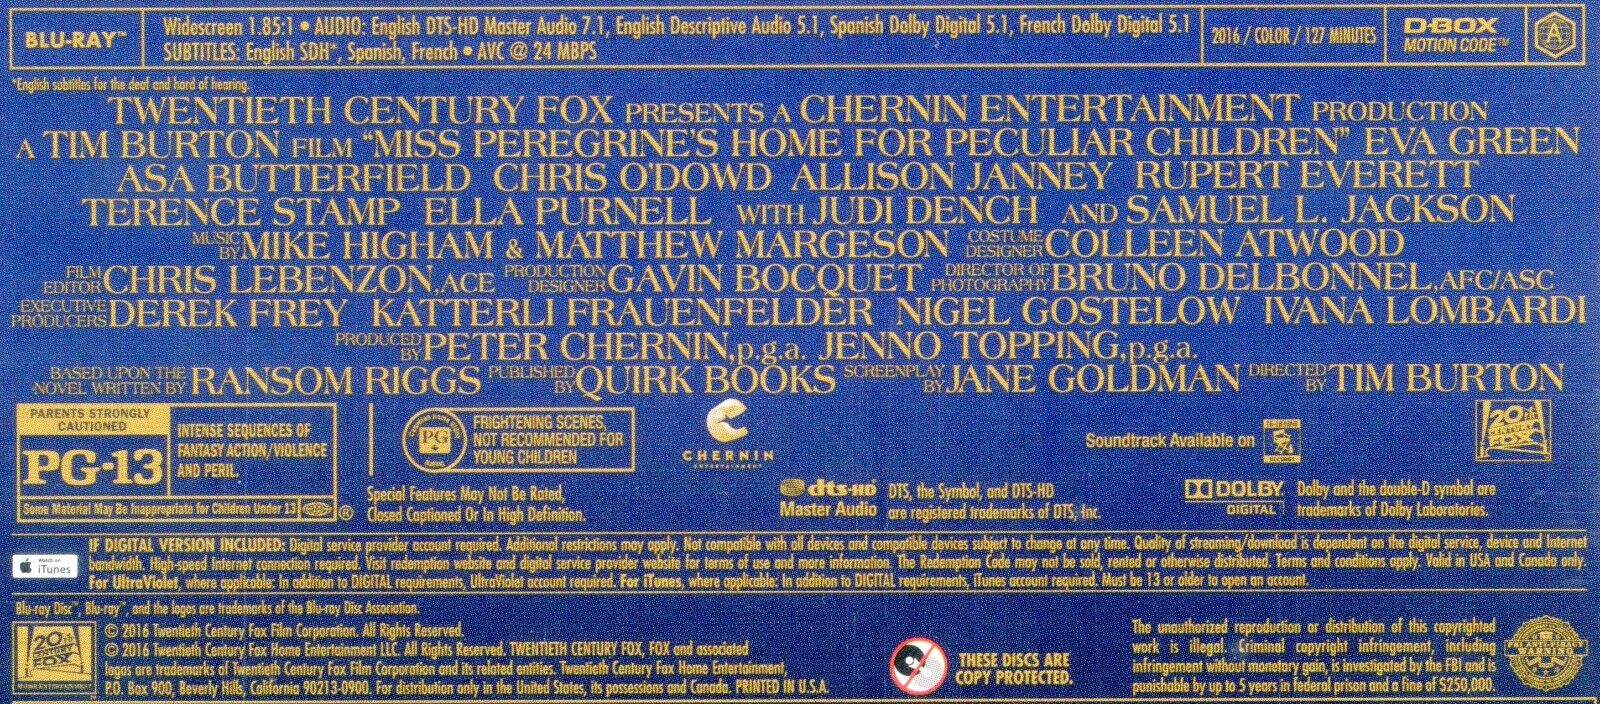 BLU-RAY™
Widescreen 1.85:1 • AUDIO: English DTS-HD Master Audio 7.1, English Descriptive Audio 5.1, Spanish Dolby Digital 5.1, French Dolby Digital 5.1
SUBTITLES: English SDH*, Spanish, French • AVC @ 24 MBPS
2016 / COLOR / 127 MINUTES
D-BOX
MOTION CODE™
A
*English subtitles for the deaf and hard of hearing.
TWENTIETH CENTURY FOX PRESENTS A CHERNIN ENTERTAINMENT PRODUCTION
A TIM BURTON FILM “MISS PEREGRINE’S HOME FOR PECULIAR CHILDREN” EVA GREEN
ASA BUTTERFIELD CHRIS O’DOWD ALLISON JANNEY RUPERT EVERETT
TERENCE STAMP ELLA PURNELL WITH JUDI DENCH AND SAMUEL L. JACKSON
MUSIC BY MIKE HIGHAM & MATTHEW MARGESON COSTUME DESIGNER COLLEEN ATWOOD
FILM EDITOR CHRIS LEBENZON, ACE PRODUCTION DESIGNER GAVIN BOCQUET DIRECTOR OF PHOTOGRAPHY BRUNO DELBONNEL, AFC/ASC
EXECUTIVE PRODUCERS DEREK FREY KATTERLI FRAUENFELDER NIGEL GOSTELOW IVANA LOMBARDI
PRODUCED BY PETER CHERNIN, p.g.a. JENNO TOPPING, p.g.a.
BASED UPON THE NOVEL WRITTEN BY RANSOM RIGGS PUBLISHED BY QUIRK BOOKS SCREENPLAY BY JANE GOLDMAN DIRECTED BY TIM BURTON
PARENTS STRONGLY CAUTIONED
PG-13
INTENSE SEQUENCES OF
FANTASY ACTION/VIOLENCE
AND PERIL.
Some Material May Be Inappropriate for Children Under 13
®
PG
FRIGHTENING SCENES,
NOT RECOMMENDED FOR
YOUNG CHILDREN
Special Features May Not Be Rated,
Closed Captioned Or In High Definition.
CHERNIN
ENTERTAINMENT
dts-HD
Master Audio
DTS, the Symbol, and DTS-HD
are registered trademarks of DTS, Inc.
Soundtrack Available on
RECORDS
DOLBY
DIGITAL
Dolby and the double-D symbol are
trademarks of Dolby Laboratories.
20th
CENTURY
FOX
Watch on
iTunes
IF DIGITAL VERSION INCLUDED: Digital service provider account required. Additional restrictions may apply. Not compatible with all devices and compatible devices subject to change at any time. Quality of streaming/download is dependent on the digital service, device and Internet
bandwidth. High-speed Internet connection required. Visit redemption website and digital service provider website for terms of use and more information. The Redemption Code may not be sold, rented or otherwise distributed. Terms and conditions apply. Valid in USA and Canada only.
For UltraViolet, where applicable: In addition to DIGITAL requirements, UltraViolet account required. For iTunes, where applicable: In addition to DIGITAL requirements, iTunes account required. Must be 13 or older to open an account.
Blu-ray Disc™, Blu-ray™, and the logos are trademarks of the Blu-ray Disc Association.
20th
CENTURY
FOX
HOME ENTERTAINMENT
© 2016 Twentieth Century Fox Film Corporation. All Rights Reserved.
© 2016 Twentieth Century Fox Home Entertainment LLC. All Rights Reserved. TWENTIETH CENTURY FOX, FOX and associated
logos are trademarks of Twentieth Century Fox Film Corporation and its related entities. Twentieth Century Fox Home Entertainment,
P.O. Box 900, Beverly Hills, California 90213-0900. For distribution only in the United States, its possessions and Canada. PRINTED IN U.S.A.
THESE DISCS ARE
COPY PROTECTED.
The unauthorized reproduction or distribution of this copyrighted
work is illegal. Criminal copyright infringement, including
infringement without monetary gain, is investigated by the FBI and is
punishable by up to 5 years in federal prison and a fine of $250,000.
FBI ANTI-PIRACY
WARNING